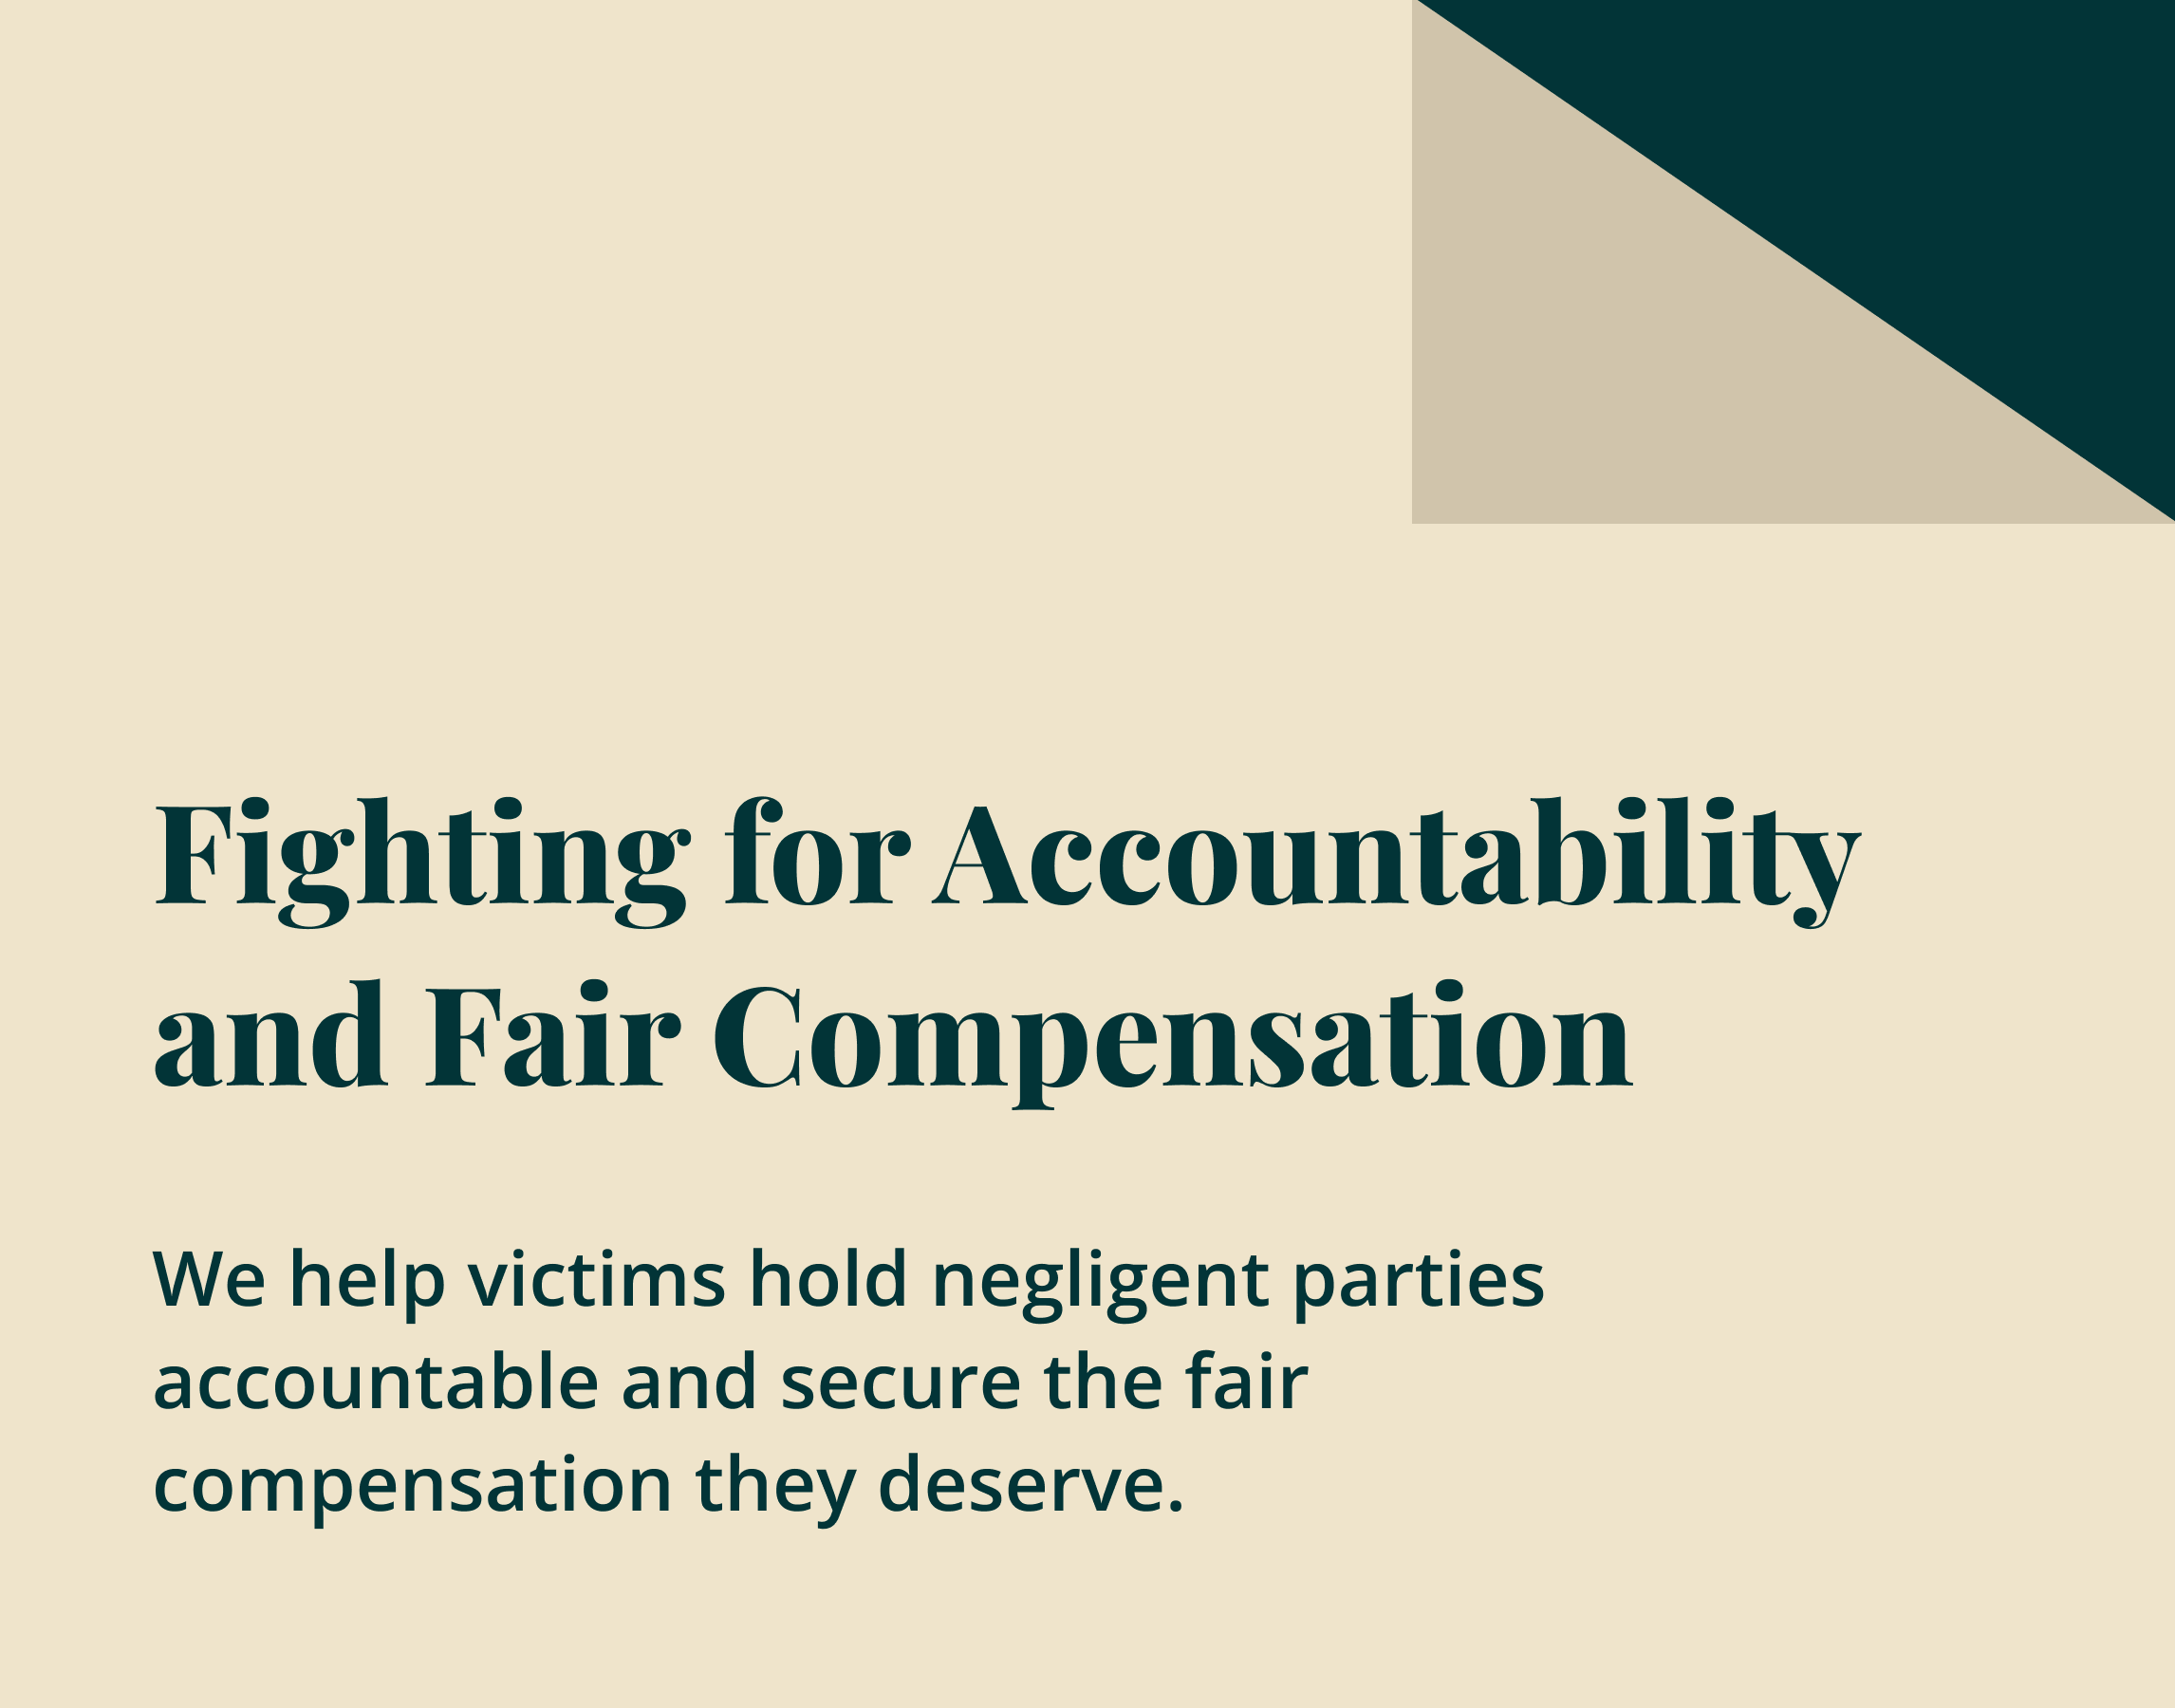 Fighting for Accountability
and Fair Compensation
We help victims hold negligent parties
accountable and secure the fair
compensation they deserve.